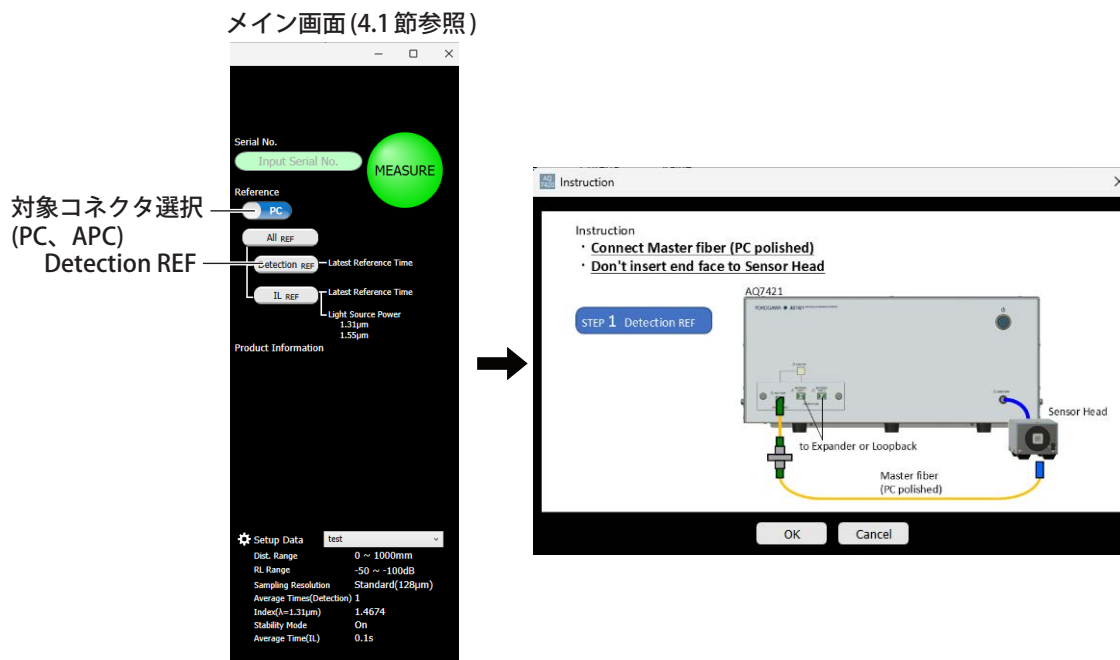 メイン画面 (4.1 節参照 )
Serial No.
Input Serial No.
MEASURE
Reference
PC
対象コネクタ選択
(PC、APC)
All REF
Detection REF
Detection REF
Latest Reference Time
IL REF
Latest Reference Time
Light Source Power
1.31μm
1.55μm
Product Information
Setup Data
test
Dist. Range 0 ~ 1000mm
RL Range -50 ~ -100dB
Sampling Resolution Standard(128μm)
Average Times(Detection) 1
Index(λ=1.31μm) 1.4674
Stability Mode On
Average Time(IL) 0.1s
AQ
7420
Instruction
Instruction
・Connect Master fiber (PC polished)
・Don't insert end face to Sensor Head
STEP 1 Detection REF
AQ7421
YOKOGAWA AQ7421
to Expander or Loopback
Sensor Head
Master fiber
(PC polished)
OK
Cancel